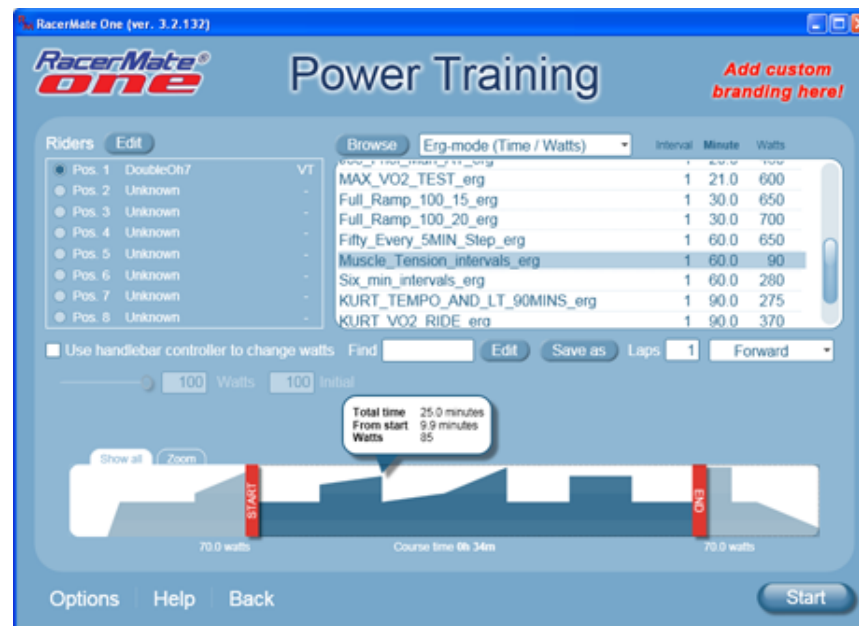 RacerMate One (ver. 3.2.132)
RacerMate® one
Power Training
Add custom
branding here!
Riders Edit
Browse Erg-mode (Time / Watts) Interval Minute Watts
Pos. 1 DoubleOh7 VT
Pos. 2 Unknown -
Pos. 3 Unknown -
Pos. 4 Unknown -
Pos. 5 Unknown -
Pos. 6 Unknown -
Pos. 7 Unknown -
Pos. 8 Unknown -
MAX_VO2_TEST_erg 1 21.0 600
Full_Ramp_100_15_erg 1 30.0 650
Full_Ramp_100_20_erg 1 30.0 700
Fifty_Every_5MIN_Step_erg 1 60.0 650
Muscle_Tension_intervals_erg 1 60.0 90
Six_min_intervals_erg 1 60.0 280
KURT_TEMPO_AND_LT_90MINS_erg 1 90.0 275
KURT_VO2_RIDE_erg 1 90.0 370
Use handlebar controller to change watts Find Edit Save as Laps 1 Forward
100 Watts 100 Initial
Total time 25.0 minutes
From start 9.9 minutes
Watts 85
Show all Zoom
START
END
70.0 watts Course time 0h 34m 70.0 watts
Options Help Back Start